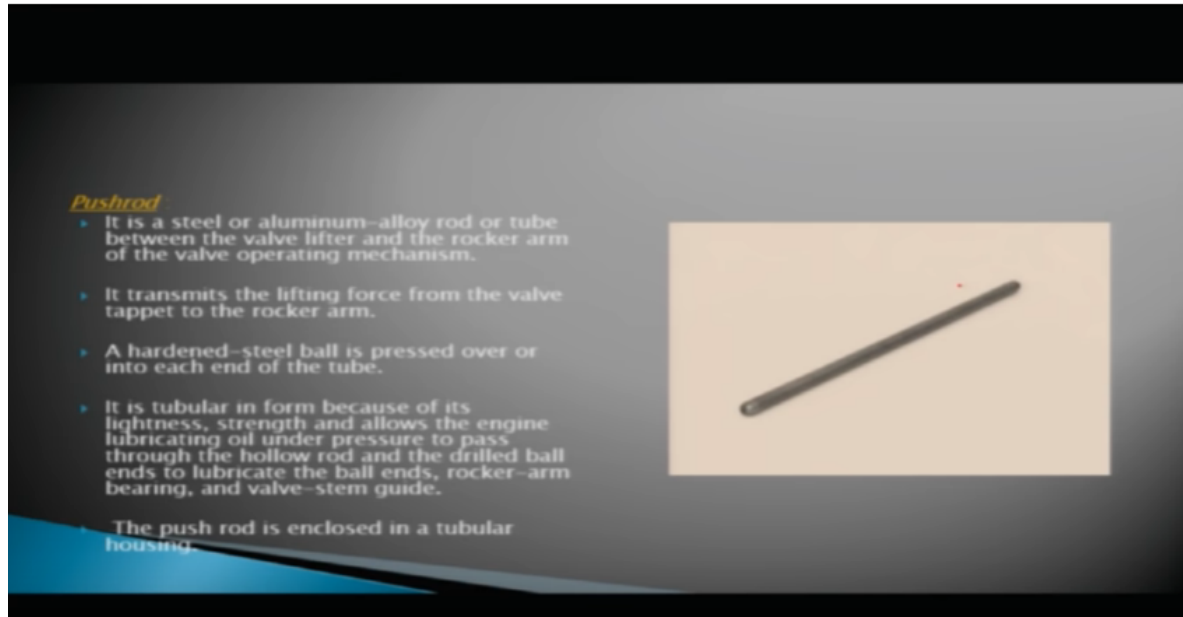 Pushrod :
It is a steel or aluminum-alloy rod or tube
between the valve lifter and the rocker arm
of the valve operating mechanism.
It transmits the lifting force from the valve
tappet to the rocker arm.
A hardened-steel ball is pressed over or
into each end of the tube.
It is tubular in form because of its
lightness, strength and allows the engine
lubricating oil under pressure to pass
through the hollow rod and the drilled ball
ends to lubricate the ball ends, rocker-arm
bearing, and valve-stem guide.
The push rod is enclosed in a tubular
housing.